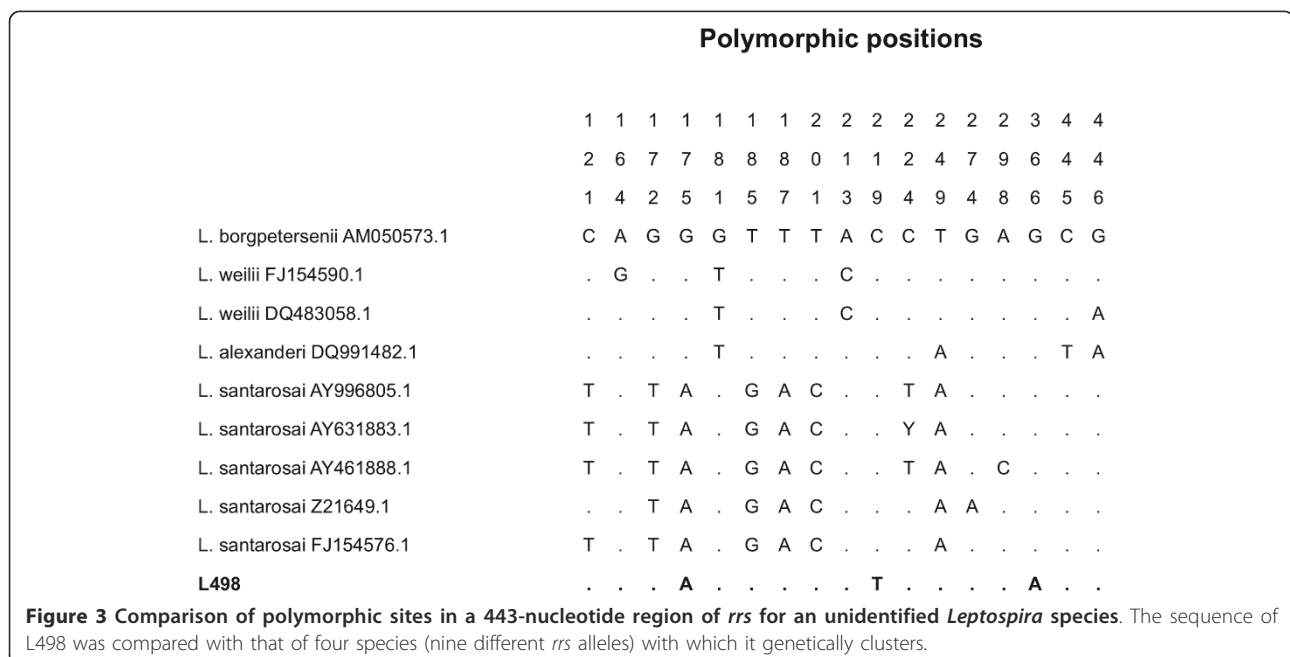 Polymorphic positions
1 1 1 1 1 1 1 2 2 2 2 2 2 2 3 4 4
2 6 7 7 8 8 8 0 1 1 2 4 7 9 6 4 4
1 4 2 5 1 5 7 1 3 9 4 9 4 8 6 5 6
L. borgpetersenii AM050573.1 C A G G G T T T A C C T G A G C G
L. weilii FJ154590.1 . G . . T . . . C . . . . . . . .
L. weilii DQ483058.1 . . . . T . . . C . . . . . . . A
L. alexanderi DQ991482.1 . . . . T . . . . . . A . . . T A
L. santarosai AY996805.1 T . T A . G A C . . T A . . . . .
L. santarosai AY631883.1 T . T A . G A C . . Y A . . . . .
L. santarosai AY461888.1 T . T A . G A C . . T A . C . . .
L. santarosai Z21649.1 . . T A . G A C . . . A A . . . .
L. santarosai FJ154576.1 T . T A . G A C . . . A . . . . .
L498 . . . A . . . . . T . . . . A . .
Figure 3 Comparison of polymorphic sites in a 443-nucleotide region of rrs for an unidentified Leptospira species. The sequence of
L498 was compared with that of four species (nine different rrs alleles) with which it genetically clusters.